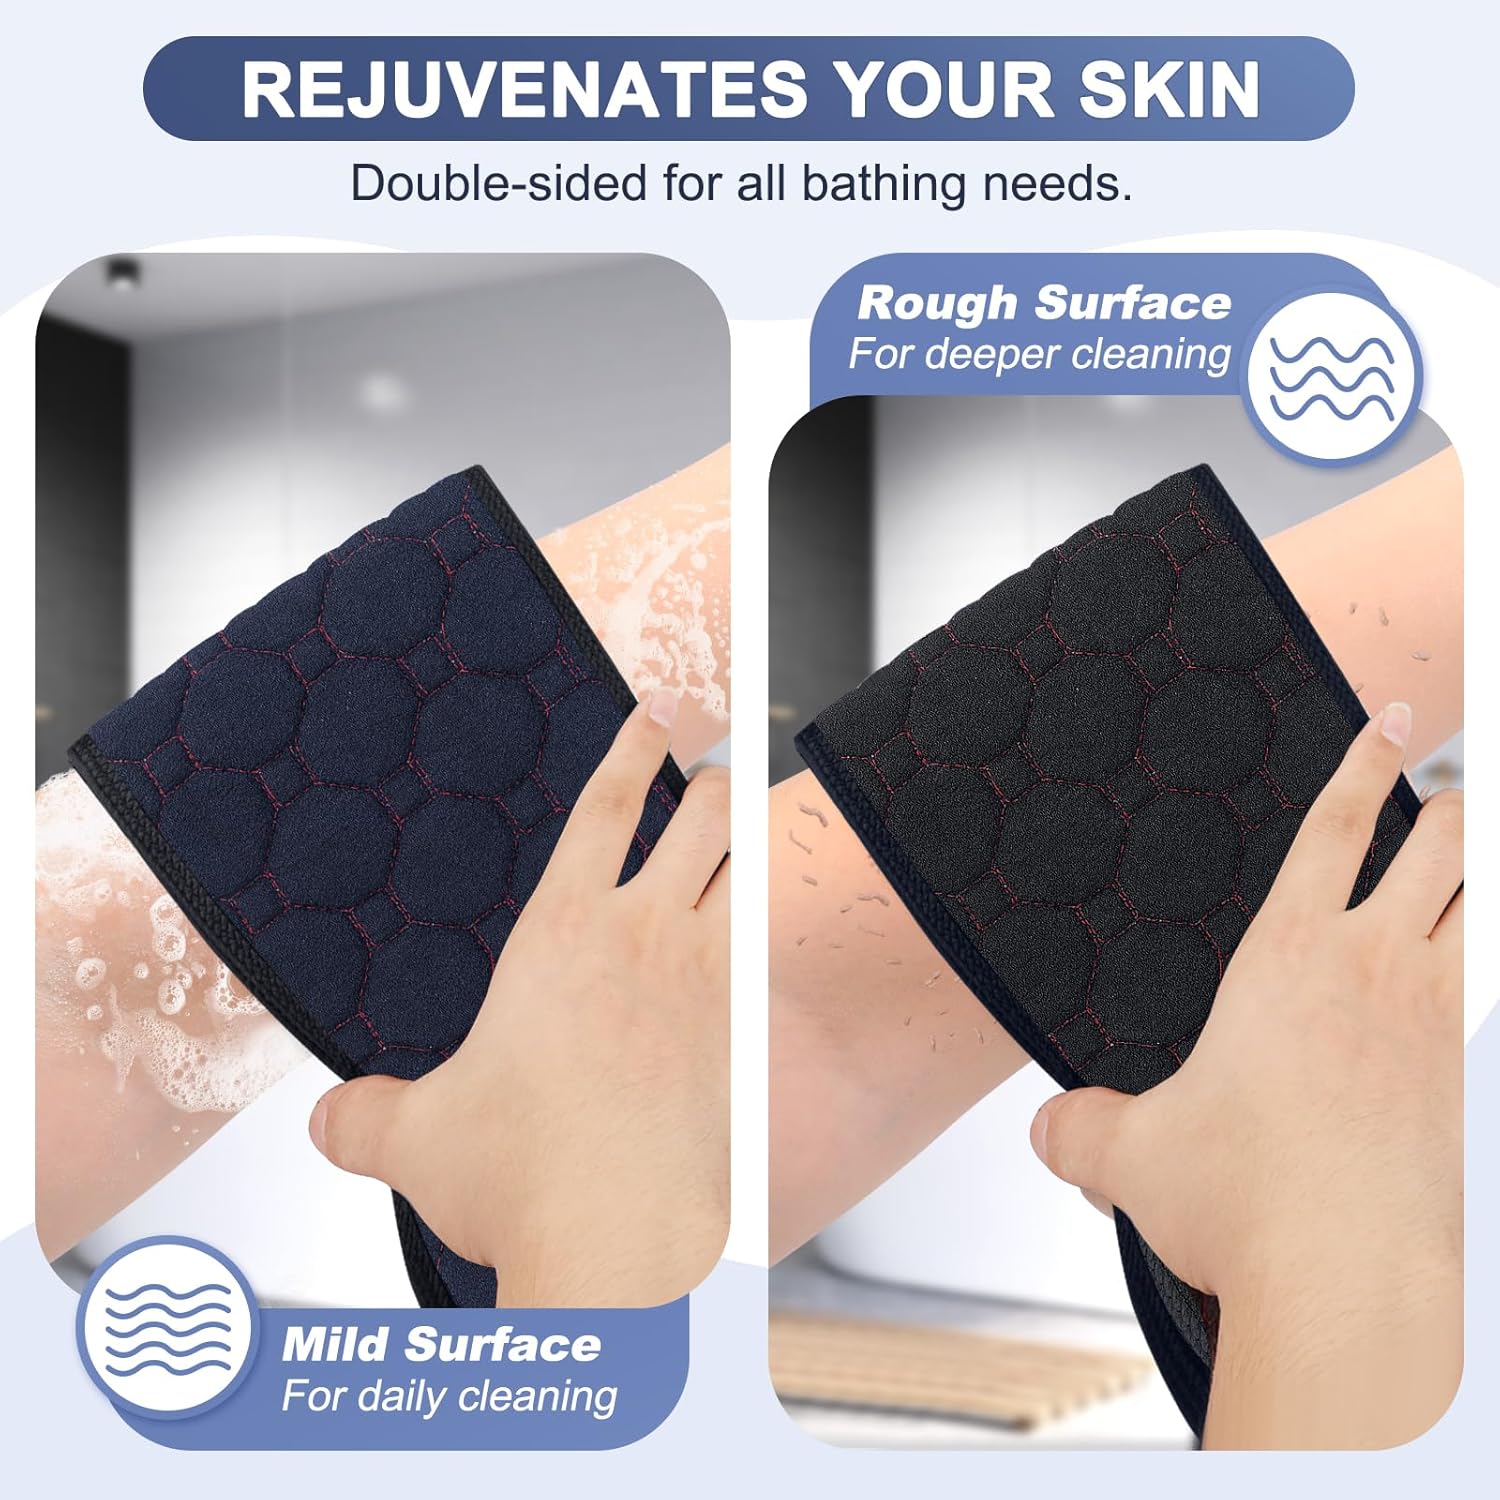 REJUVENATES YOUR SKIN
Double-sided for all bathing needs.
Rough Surface
For deeper cleaning
Mild Surface
For daily cleaning